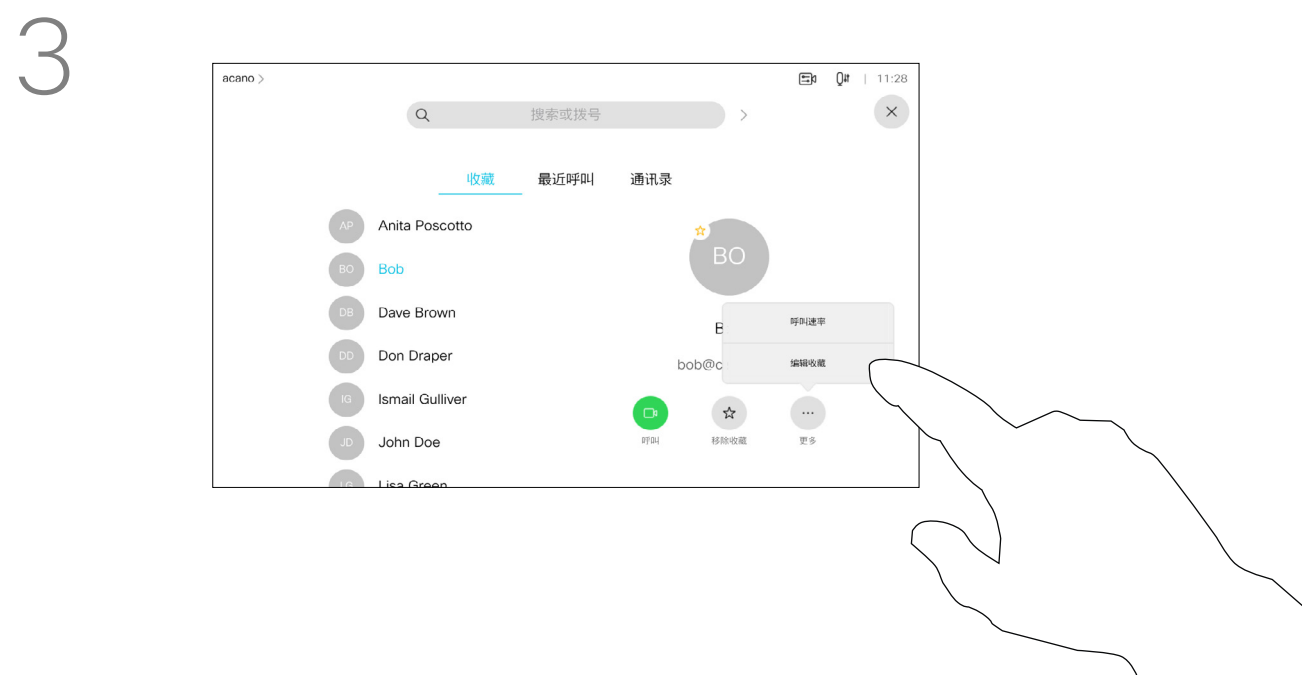 3
acano >
11:28
搜索或拨号
收藏 最近呼叫 通讯录
AP Anita Poscotto
BO Bob
DB Dave Brown
DD Don Draper
IG Ismail Gulliver
JD John Doe
LG Lisa Green
BO
B
bob@c
呼叫速率
编辑收藏
呼叫 移除收藏 更多